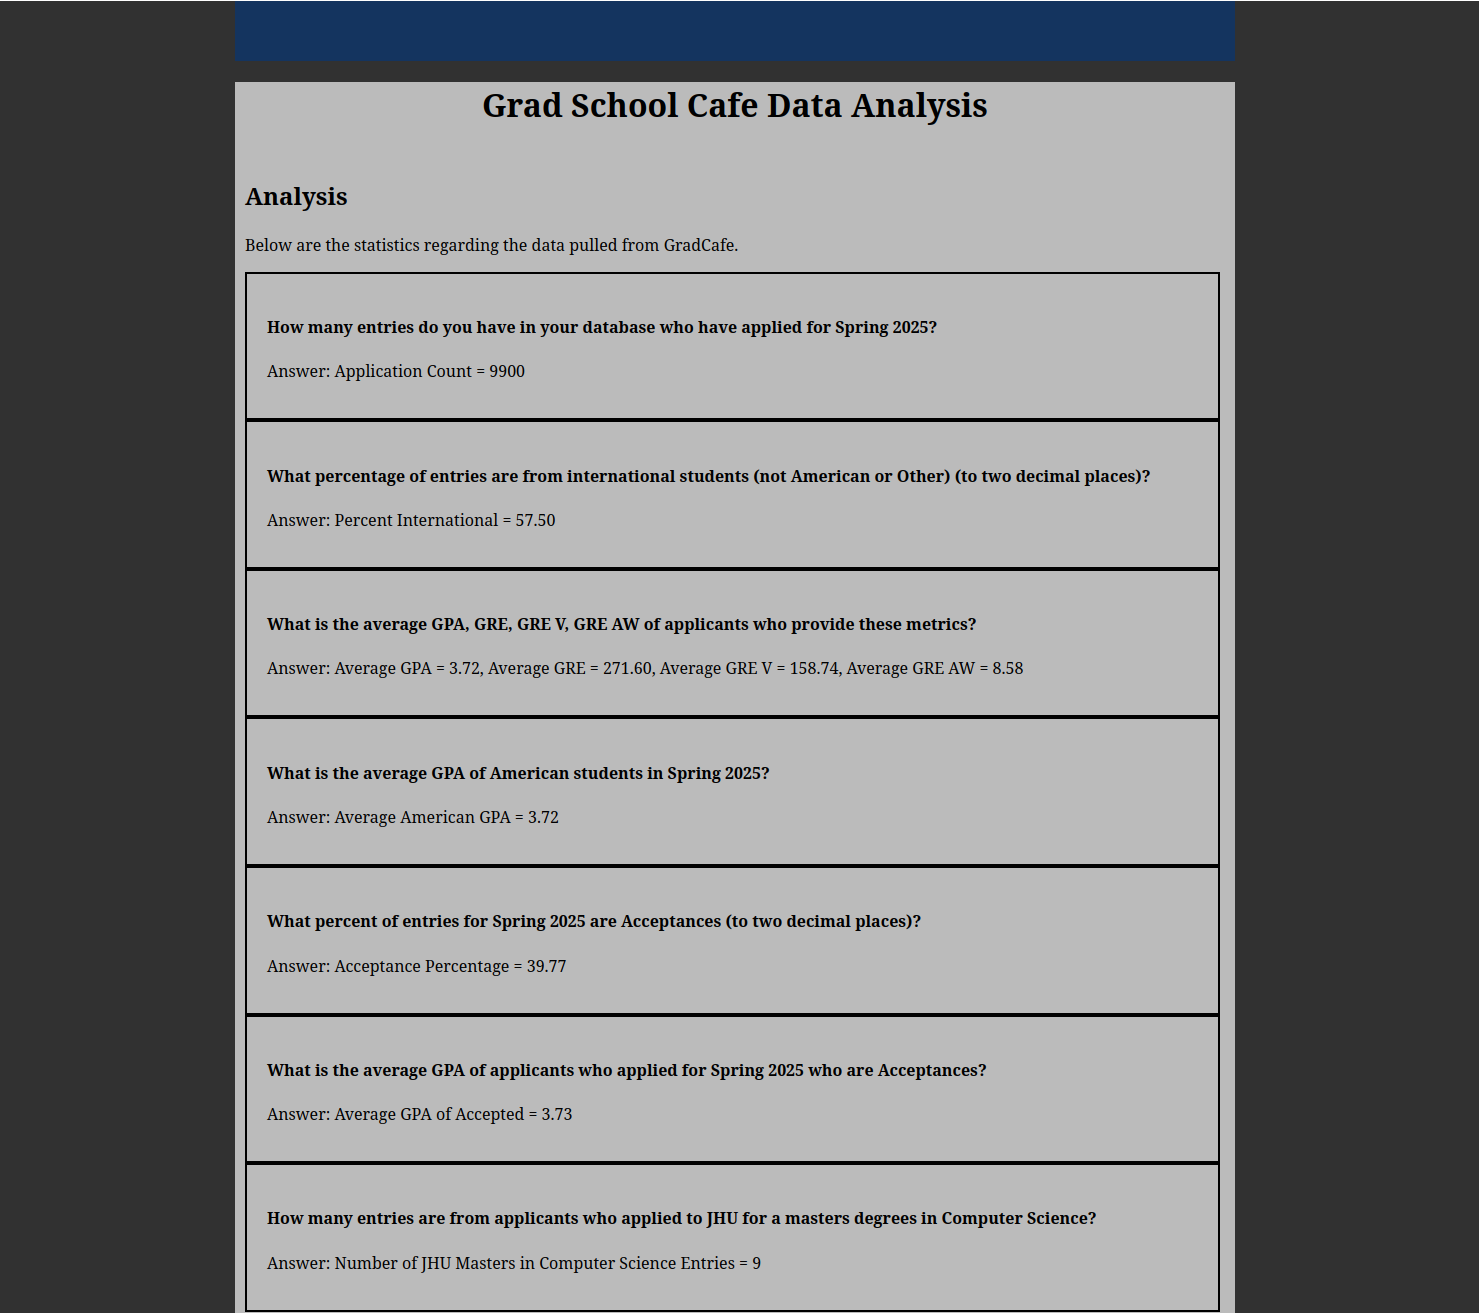 Grad School Cafe Data Analysis
Analysis
Below are the statistics regarding the data pulled from GradCafe.
How many entries do you have in your database who have applied for Spring 2025?
Answer: Application Count = 9900
What percentage of entries are from international students (not American or Other) (to two decimal places)?
Answer: Percent International = 57.50
What is the average GPA, GRE, GRE V, GRE AW of applicants who provide these metrics?
Answer: Average GPA = 3.72, Average GRE = 271.60, Average GRE V = 158.74, Average GRE AW = 8.58
What is the average GPA of American students in Spring 2025?
Answer: Average American GPA = 3.72
What percent of entries for Spring 2025 are Acceptances (to two decimal places)?
Answer: Acceptance Percentage = 39.77
What is the average GPA of applicants who applied for Spring 2025 who are Acceptances?
Answer: Average GPA of Accepted = 3.73
How many entries are from applicants who applied to JHU for a masters degrees in Computer Science?
Answer: Number of JHU Masters in Computer Science Entries = 9